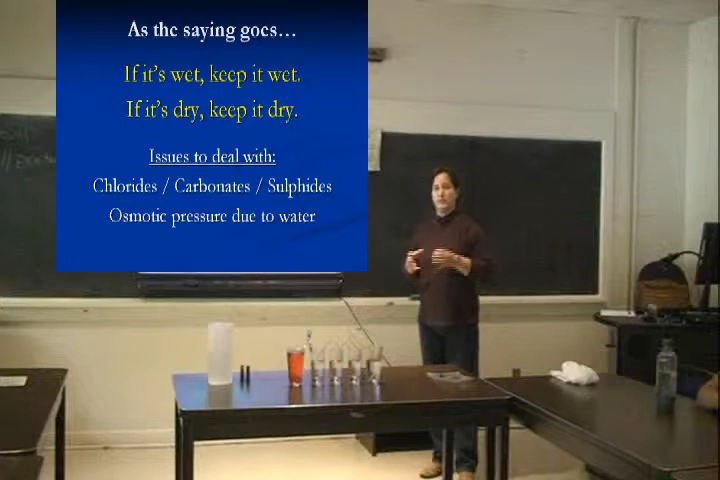 As the saying goes...
If it's wet, keep it wet.
If it's dry, keep it dry.
Issues to deal with:
Chlorides / Carbonates / Sulphides
Osmotic pressure due to water